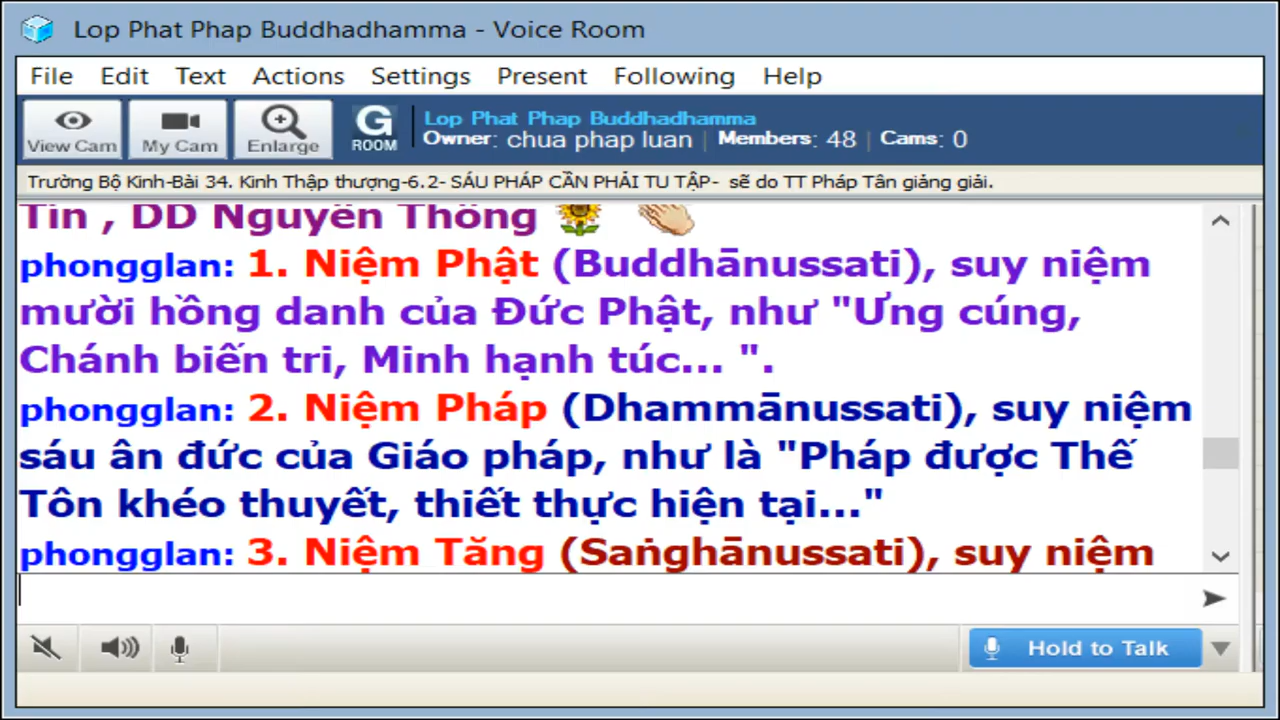 Lop Phat Phap Buddhadhamma - Voice Room
File Edit Text Actions Settings Present Following Help
View Cam My Cam Enlarge G ROOM
Lop Phat Phap Buddhadhamma
Owner: chua phap luan | Members: 48 | Cams: 0
Trường Bộ Kinh-Bài 34. Kinh Thập thượng-6.2- SÁU PHÁP CẦN PHẢI TU TẬP- sẽ do TT Pháp Tân giảng giải.
Tín , DD Nguyên Thông
phongglan: 1. Niệm Phật (Buddhānussati), suy niệm
mười hồng danh của Đức Phật, như "Ưng cúng,
Chánh biến tri, Minh hạnh túc... ".
phongglan: 2. Niệm Pháp (Dhammānussati), suy niệm
sáu ân đức của Giáo pháp, như là "Pháp được Thế
Tôn khéo thuyết, thiết thực hiện tại..."
phongglan: 3. Niệm Tăng (Saṅghānussati), suy niệm
Hold to Talk